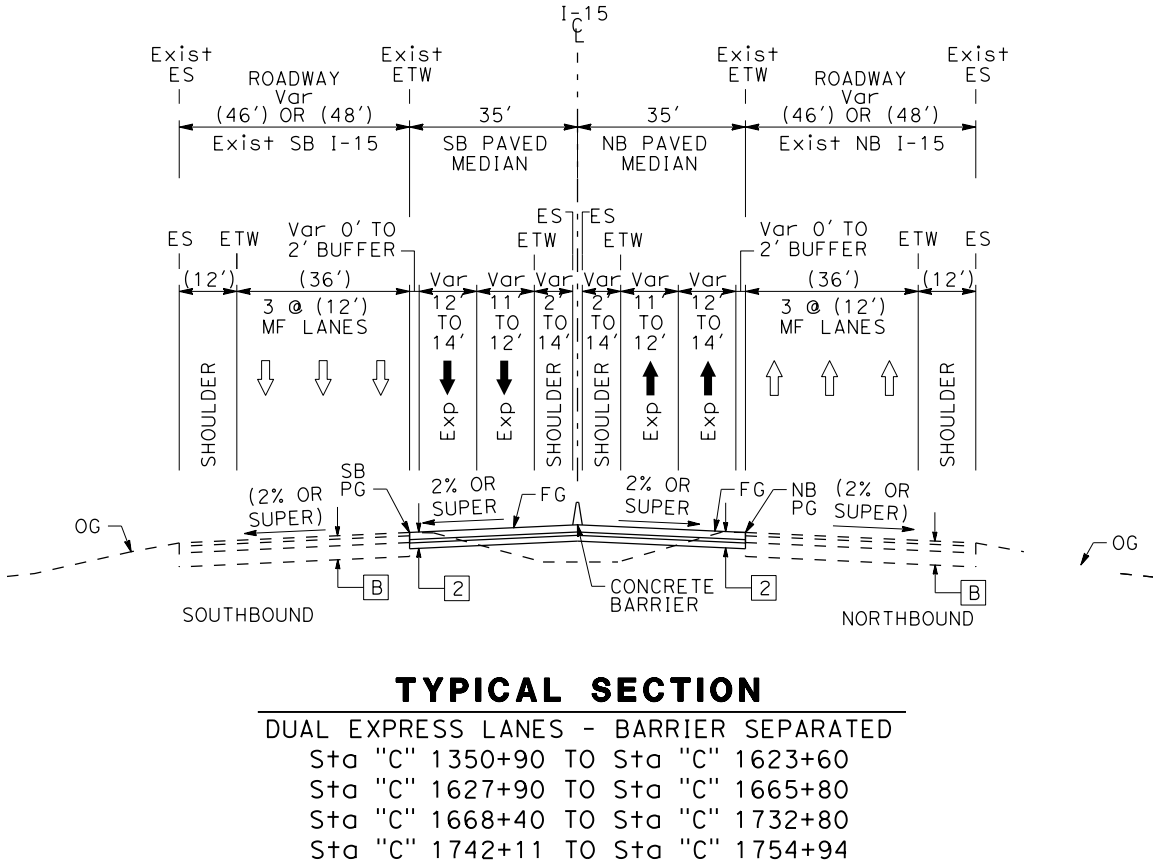 I-15
CL
Exist
ES
ROADWAY
Var
(46') OR (48')
Exist SB I-15
Exist
ETW
35'
SB PAVED
MEDIAN
35'
NB PAVED
MEDIAN
Exist
ETW
ROADWAY
Var
(46') OR (48')
Exist NB I-15
Exist
ES
ES
ETW
Var 0' TO
2' BUFFER
ES
ETW
ES
ETW
Var 0' TO
2' BUFFER
ETW
ES
(12')
(36')
3 @ (12')
MF LANES
Var
12'
TO
14'
Var
11'
TO
12'
Var
2'
TO
14'
Var
2'
TO
14'
Var
11'
TO
12'
Var
12'
TO
14'
(36')
3 @ (12')
MF LANES
(12')
SHOULDER
Exp
Exp
SHOULDER
SHOULDER
Exp
Exp
SHOULDER
OG
(2% OR
SUPER)
SB
PG
2% OR
SUPER
FG
2% OR
SUPER
FG
NB
PG
(2% OR
SUPER)
OG
B
2
CONCRETE
BARRIER
2
B
SOUTHBOUND
NORTHBOUND
TYPICAL SECTION
DUAL EXPRESS LANES - BARRIER SEPARATED
Sta "C" 1350+90 TO Sta "C" 1623+60
Sta "C" 1627+90 TO Sta "C" 1665+80
Sta "C" 1668+40 TO Sta "C" 1732+80
Sta "C" 1742+11 TO Sta "C" 1754+94